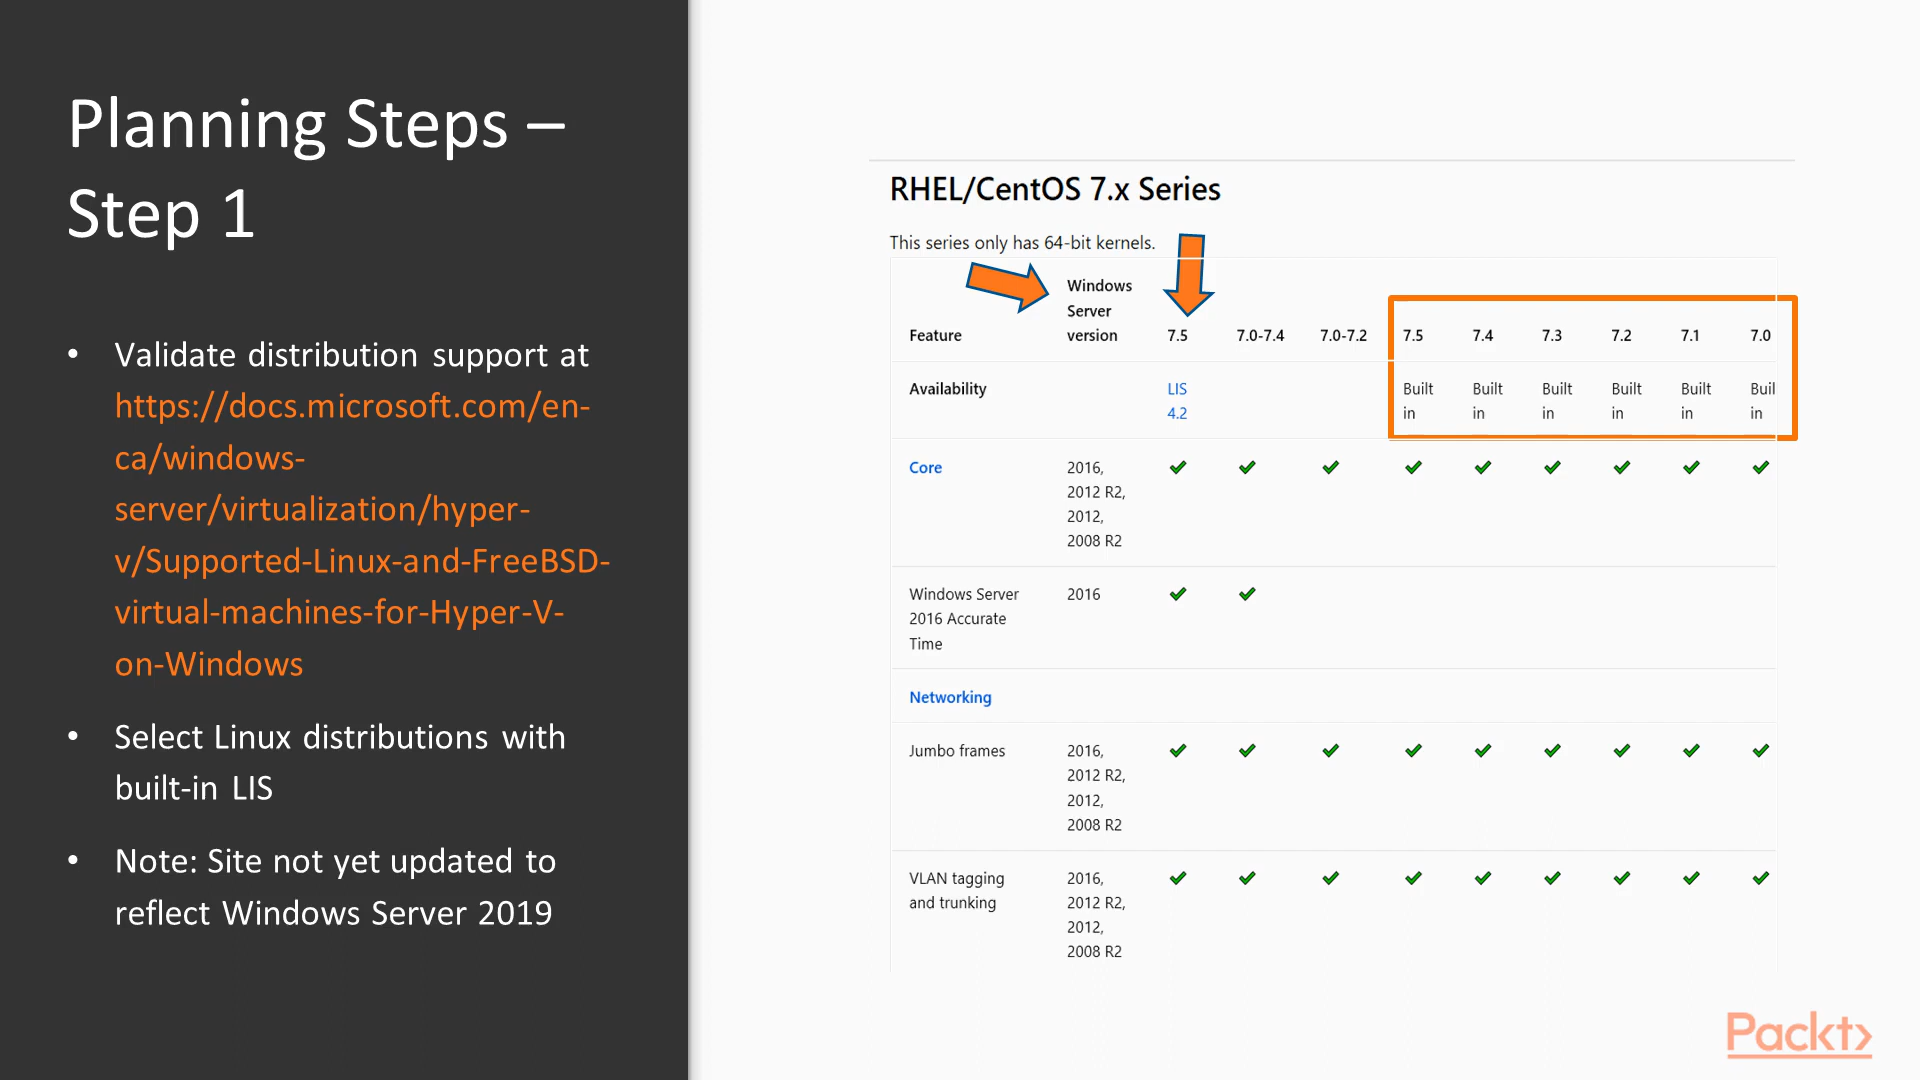 Planning Steps –
Step 1
• Validate distribution support at
https://docs.microsoft.com/en-
ca/windows-
server/virtualization/hyper-
v/Supported-Linux-and-FreeBSD-
virtual-machines-for-Hyper-V-
on-Windows
• Select Linux distributions with
built-in LIS
• Note: Site not yet updated to
reflect Windows Server 2019
RHEL/CentOS 7.x Series
This series only has 64-bit kernels.
Windows
Server
Feature version 7.5 7.0-7.4 7.0-7.2 7.5 7.4 7.3 7.2 7.1 7.0
Availability LIS Built Built Built Built Built Buil
4.2 in in in in in in
Core 2016, ✔ ✔ ✔ ✔ ✔ ✔ ✔ ✔ ✔
2012 R2,
2012,
2008 R2
Windows Server 2016 ✔ ✔
2016 Accurate
Time
Networking
Jumbo frames 2016, ✔ ✔ ✔ ✔ ✔ ✔ ✔ ✔ ✔
2012 R2,
2012,
2008 R2
VLAN tagging 2016, ✔ ✔ ✔ ✔ ✔ ✔ ✔ ✔ ✔
and trunking 2012 R2,
2012,
2008 R2
Packt>